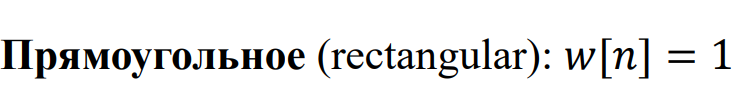 Прямоугольное (rectangular): w[n] = 1